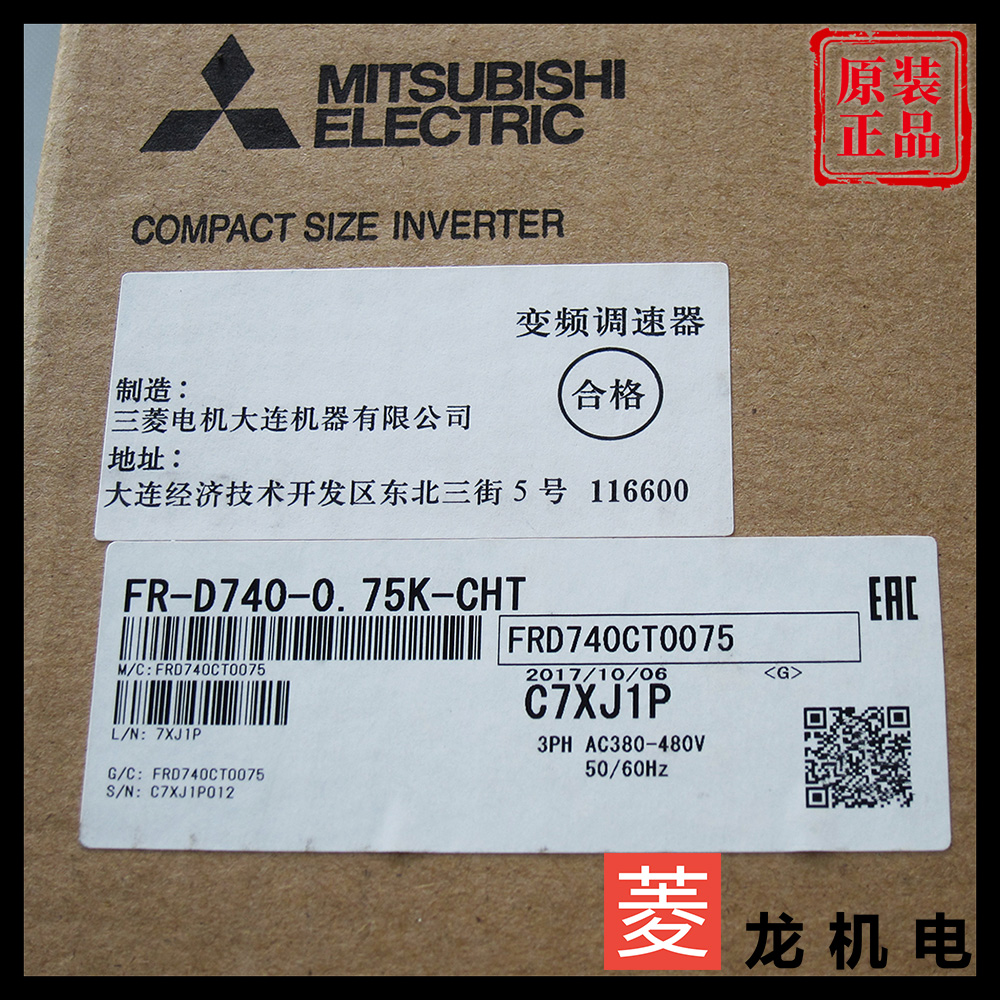 MITSUBISHI
ELECTRIC
原装
正品
COMPACT SIZE INVERTER
变频调速器
合格
制造：
三菱电机大连机器有限公司
地址：
大连经济技术开发区东北三街 5 号 116600
FR-D740-0.75K-CHT
EAC
FRD740CT0075
M/C:FRD740CT0075
2017/10/06 <G>
C7XJ1P
L/N: 7XJ1P
3PH AC380-480V
50/60Hz
G/C: FRD740CT0075
S/N: C7XJ1P012
菱龙机电